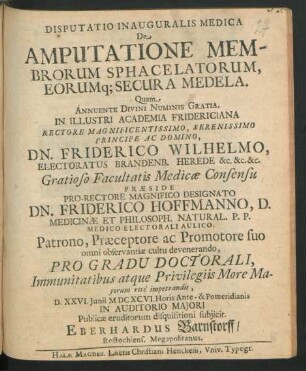 DISPUTATIO INAUGURALIS MEDICA
De
AMPUTATIONE MEM-
BRORUM SPHACELATORUM,
EORUMq; SECURA MEDELA.
Quam
ANNUENTE DIVINI NUMINIS GRATIA.
IN ILLUSTRI ACADEMIA FRIDERICIANA
RECTORE MAGNIFICENTISSIMO, SERENISSIMO
PRINCIPE AC DOMINO,
DN. FRIDERICO WILHELMO,
ELECTORATUS BRANDENB. HEREDE &c. &c. &c.
Gratioso Facultatis Medicæ Consensu
PRÆSIDE
PRO-RECTORE MAGNIFICO DESIGNATO
DN. FRIDERICO HOFFMANNO, D.
MEDICINÆ ET PHILOSOPH. NATURAL. P. P.
MEDICO ELECTORALI AULICO.
Patrono, Præceptore ac Promotore suo
omni observantiæ cultu devenerando,
PRO GRADU DOCTORALI,
Immunitatibus atque Privilegiis More Ma-
jorum ritè impetrandis,
D. XXVI. Junii MDCXCVI. Horis Ante- & Pomeridianis
IN AUDITORIO MAJORI
Publicæ eruditorum disquisitioni subjicit.
EBERHARDUS Barnstorff/
Rostochiens. Megapolitanus.
HALÆ MAGDEB. Literis Christiani Henckelii, Univ. Typogr.